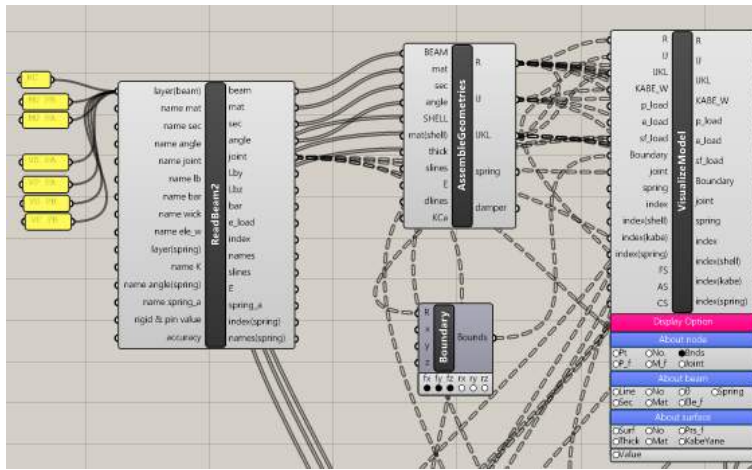 layer(beam)
name mat
name sec
name angle
name joint
name lb
name bar
name wick
name ele_w
layer(spring)
name K
name angle(spring)
name spring_a
rigid & pin value
accuracy
ReadBeam2
beam
mat
sec
angle
joint
Lby
Lbz
bar
e_load
index
names
slines
E
spring_a
index(spring)
names(spring)
BEAM
mat
sec
angle
SHELL
mat(shell)
thick
slines
E
dlines
KCe
AssembleGeometries
R
IJ
IJKL
spring
damper
R
x
y
z
Boundary
Bounds
fx fy fz rx ry rz
R
IJ
IJKL
KABE_W
p_load
e_load
sf_load
Boundary
joint
spring
index
index(shell)
index(kabe)
index(spring)
FS
AS
CS
VisualizeModel
R
IJ
IJKL
KABE_W
p_load
e_load
sf_load
Boundary
joint
spring
index
index(shell)
index(kabe)
index(spring)
Display Option
About node
Pt No. Bnds
P_f M_f Joint
About beam
Line No IJ Spring
Sec Mat Ele_f
About surface
Surf No Prs_f
Thick Mat KabeYane
Value